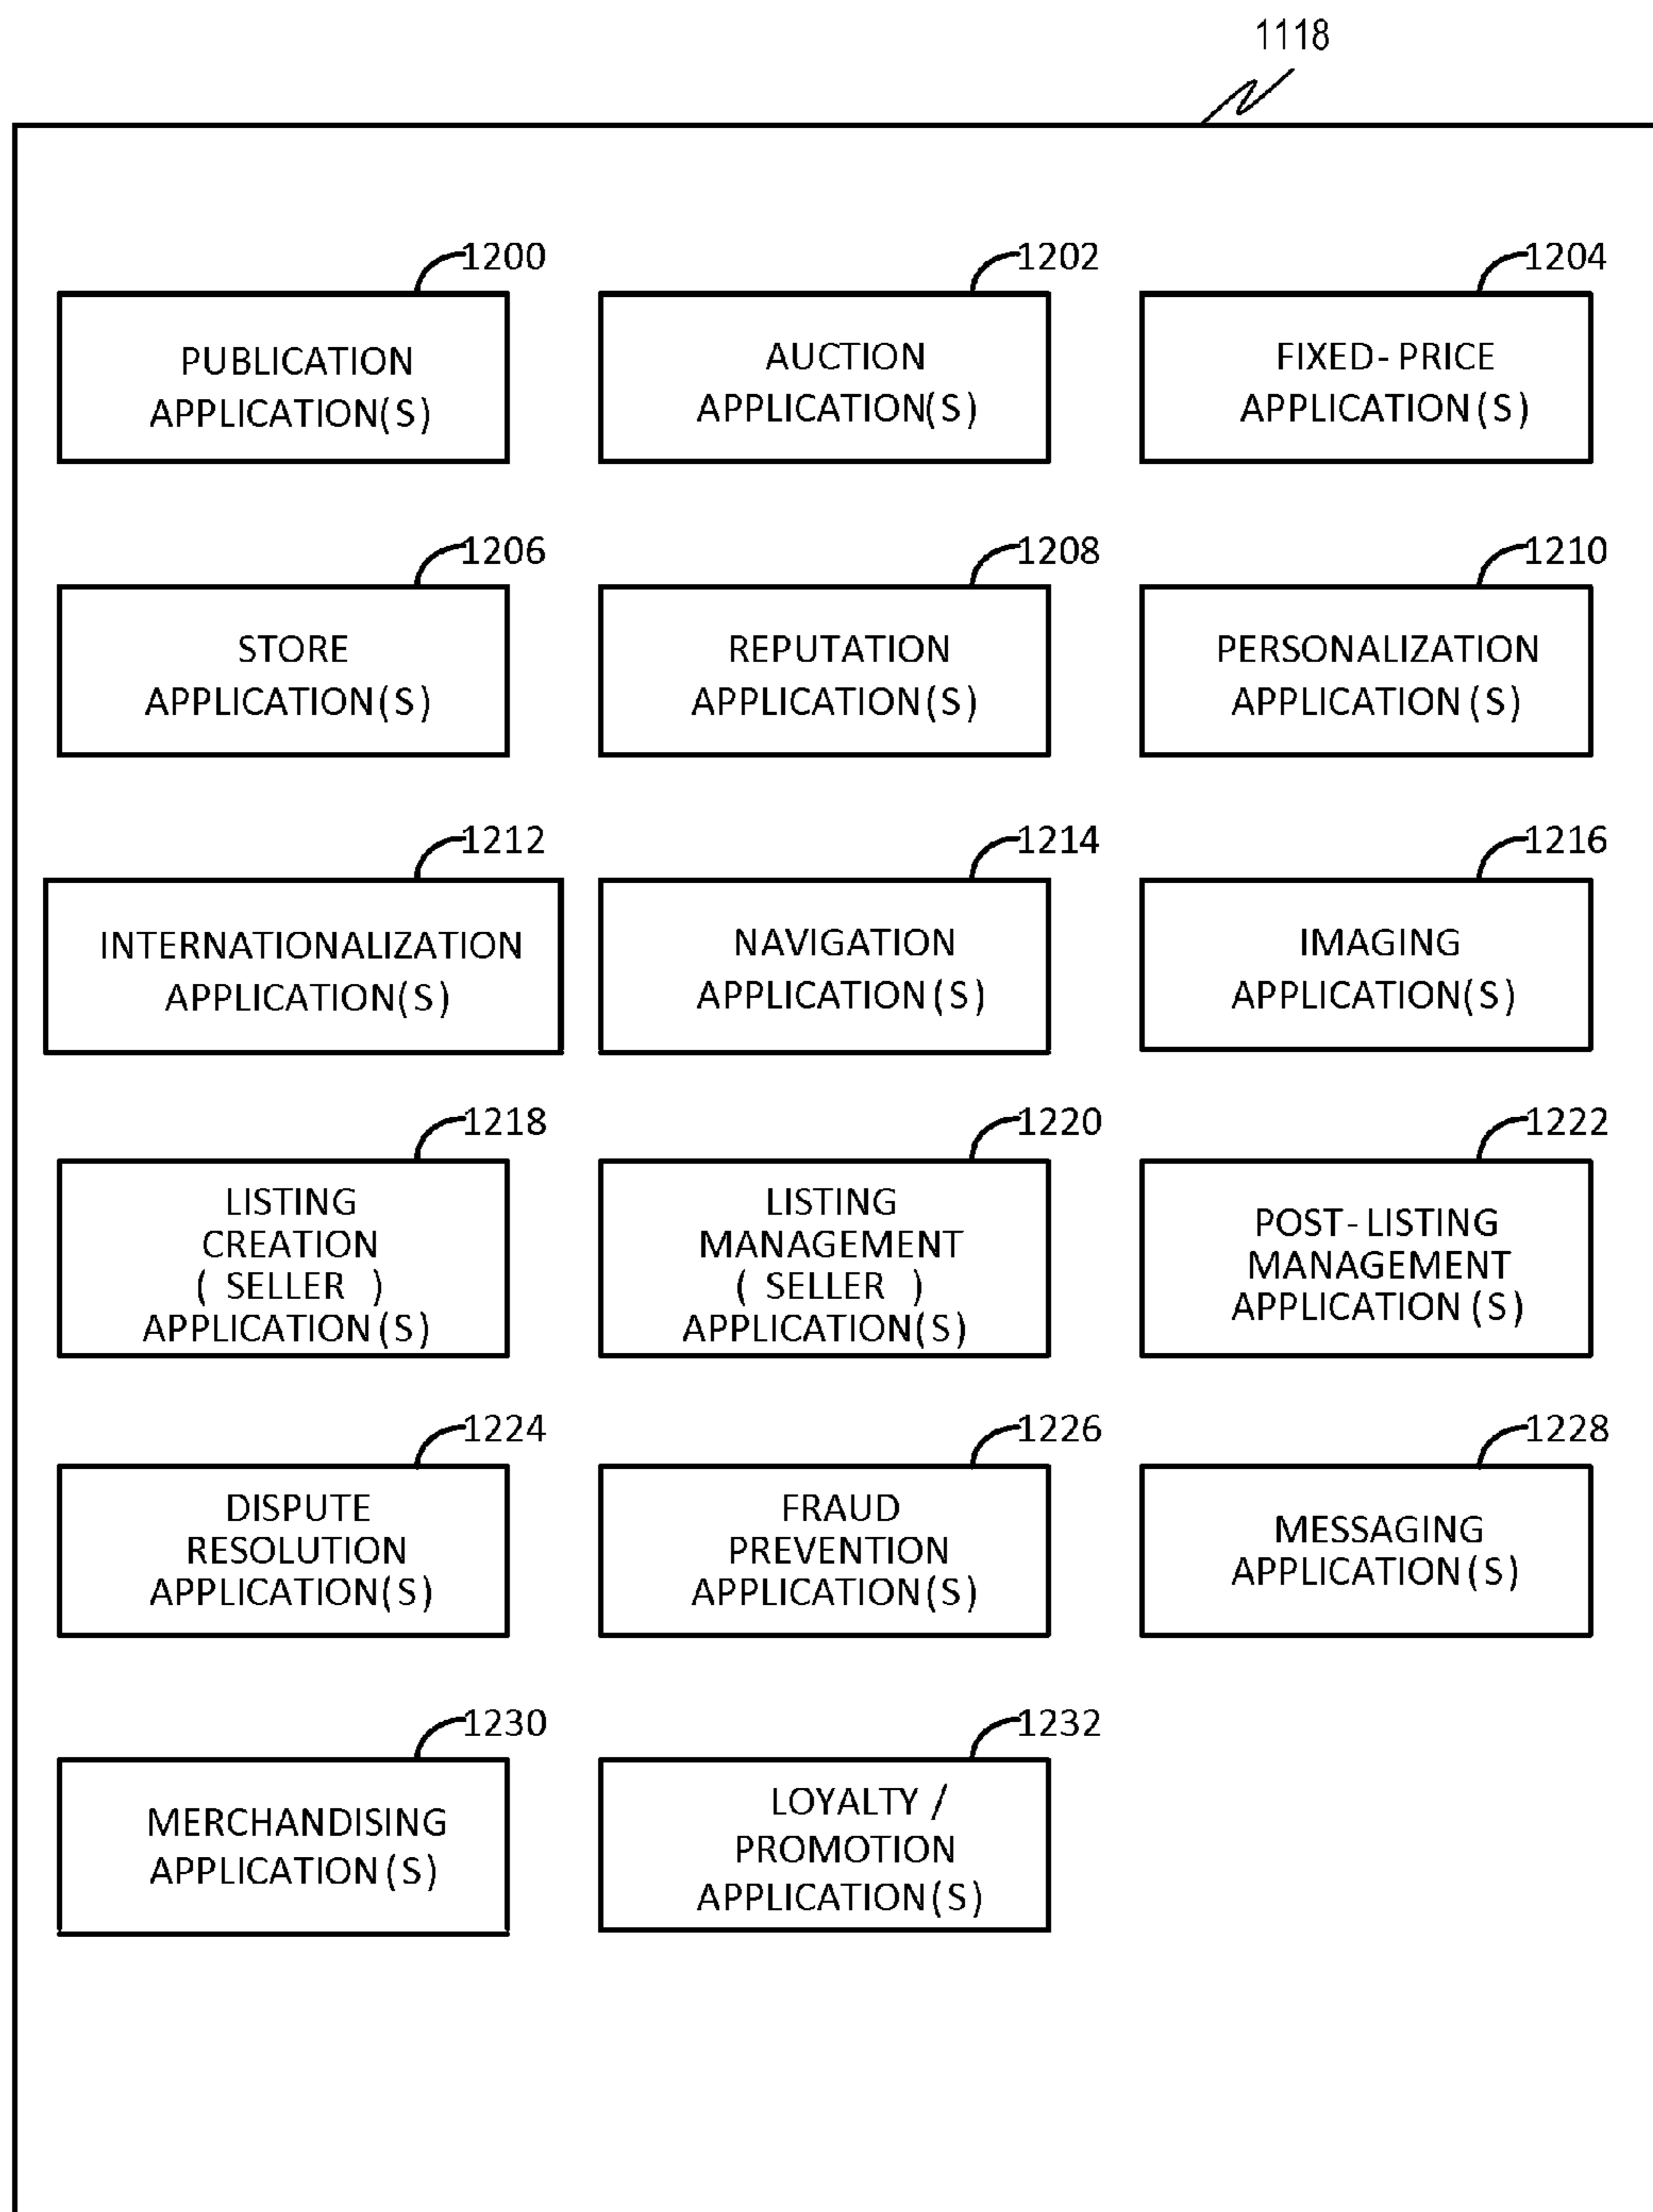 1118
1200
PUBLICATION
APPLICATION(S)
1202
AUCTION
APPLICATION(S)
1204
FIXED-PRICE
APPLICATION(S)
1206
STORE
APPLICATION(S)
1208
REPUTATION
APPLICATION(S)
1210
PERSONALIZATION
APPLICATION(S)
1212
INTERNATIONALIZATION
APPLICATION(S)
1214
NAVIGATION
APPLICATION(S)
1216
IMAGING
APPLICATION(S)
1218
LISTING
CREATION
( SELLER )
APPLICATION(S)
1220
LISTING
MANAGEMENT
( SELLER )
APPLICATION(S)
1222
POST-LISTING
MANAGEMENT
APPLICATION(S)
1224
DISPUTE
RESOLUTION
APPLICATION(S)
1226
FRAUD
PREVENTION
APPLICATION(S)
1228
MESSAGING
APPLICATION(S)
1230
MERCHANDISING
APPLICATION(S)
1232
LOYALTY /
PROMOTION
APPLICATION(S)